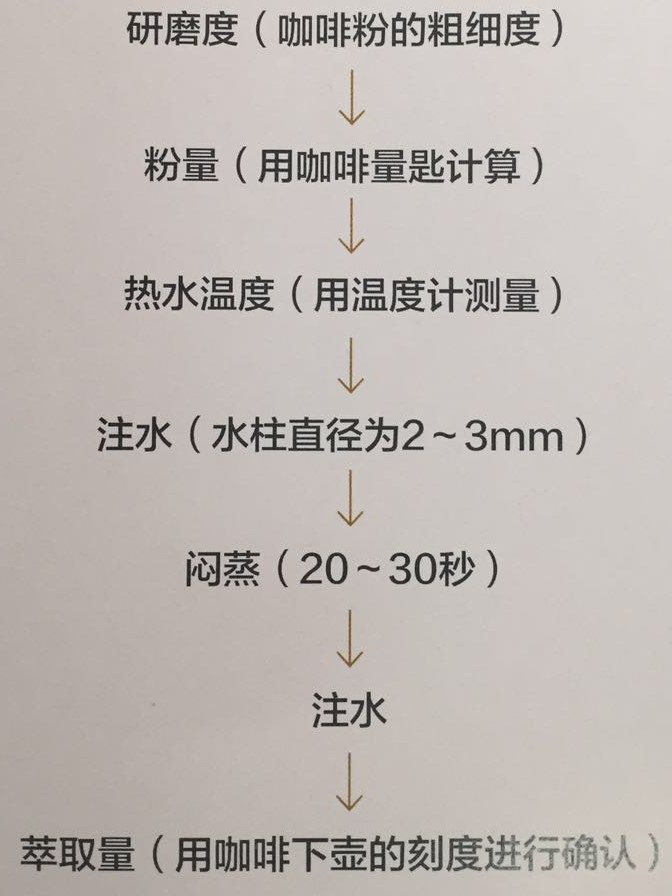 研磨度（咖啡粉的粗细度）
粉量（用咖啡量匙计算）
热水温度（用温度计测量）
注水（水柱直径为2～3mm）
闷蒸（20～30秒）
注水
萃取量（用咖啡下壶的刻度进行确认）